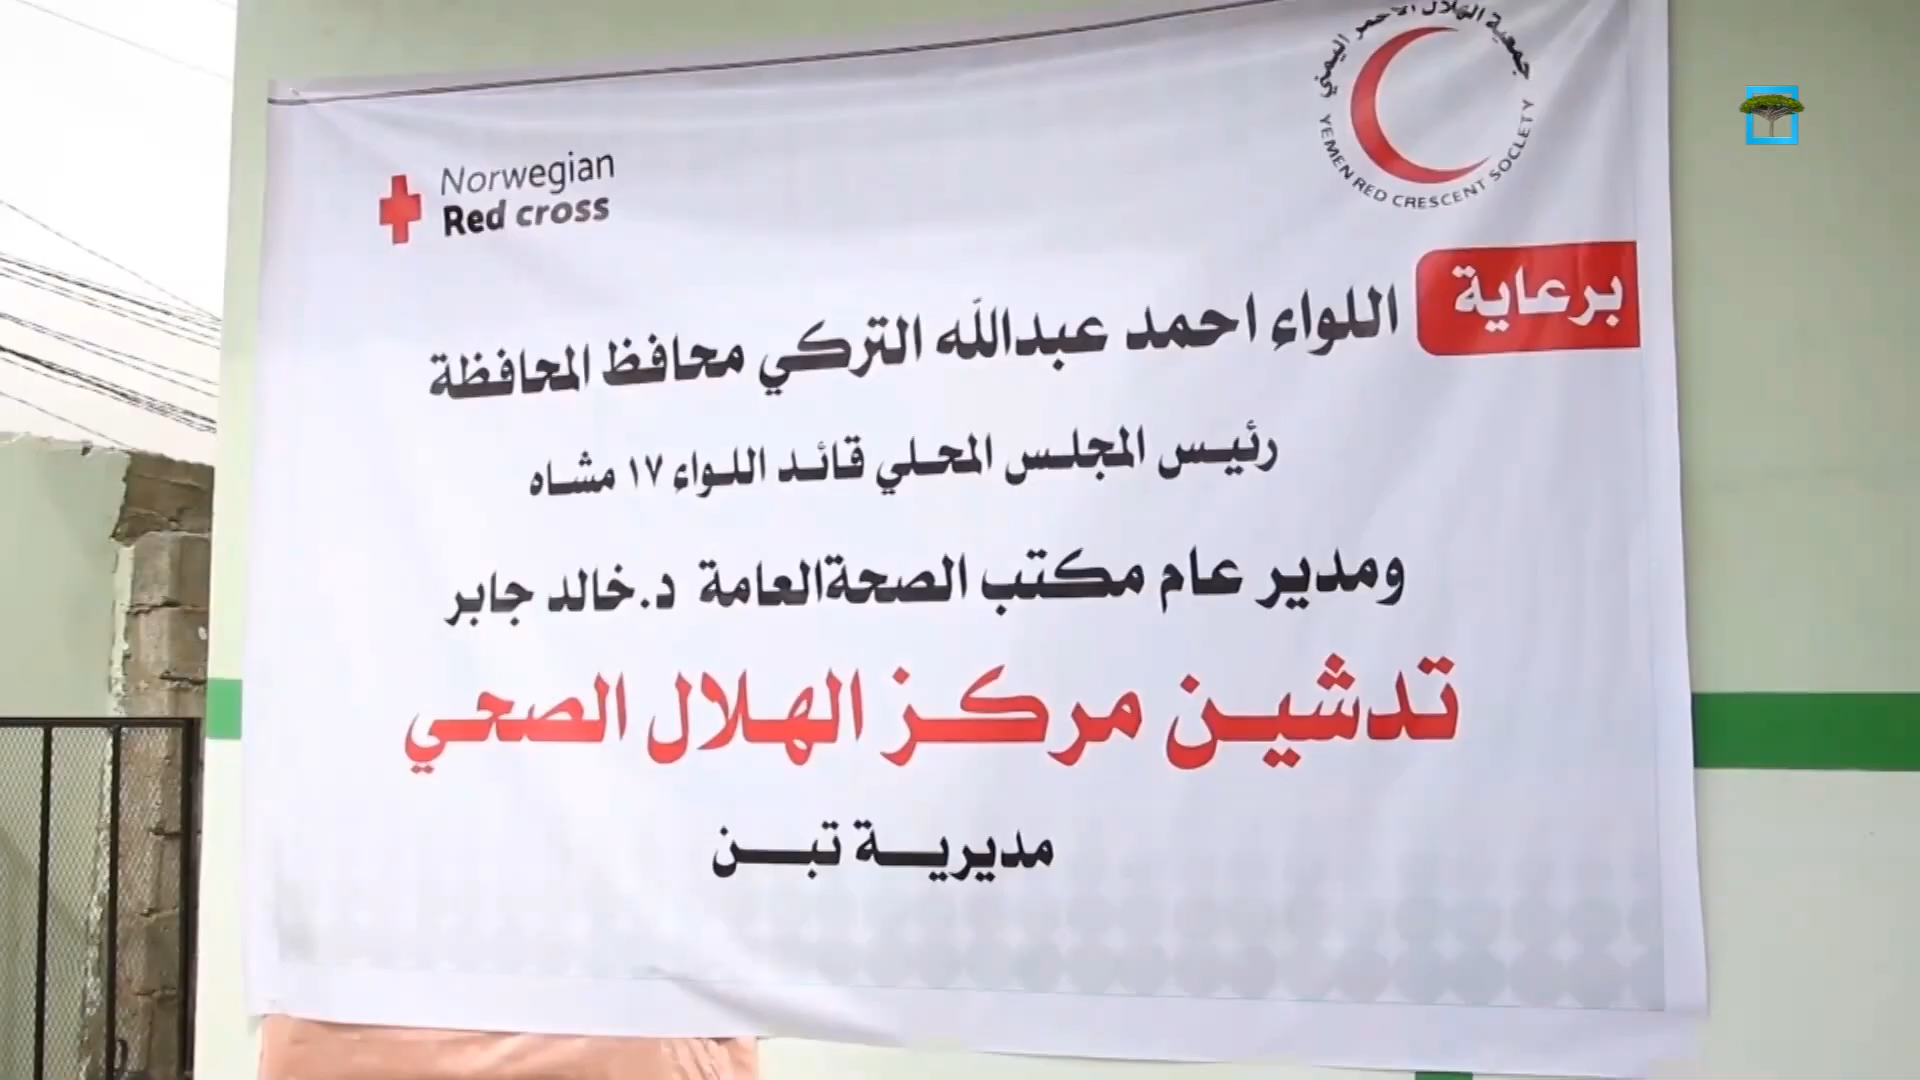 جمعية الهلال الأحمر اليمني
YEMEN RED CRESCENT SOCLETY
Norwegian
Red cross
برعاية
اللواء احمد عبدالله التركي محافظ المحافظة
رئيس المجلس المحلي قائد اللواء ١٧ مشاه
ومدير عام مكتب الصحةالعامة د.خالد جابر
تدشين مركز الهلال الصحي
مديرية تبن